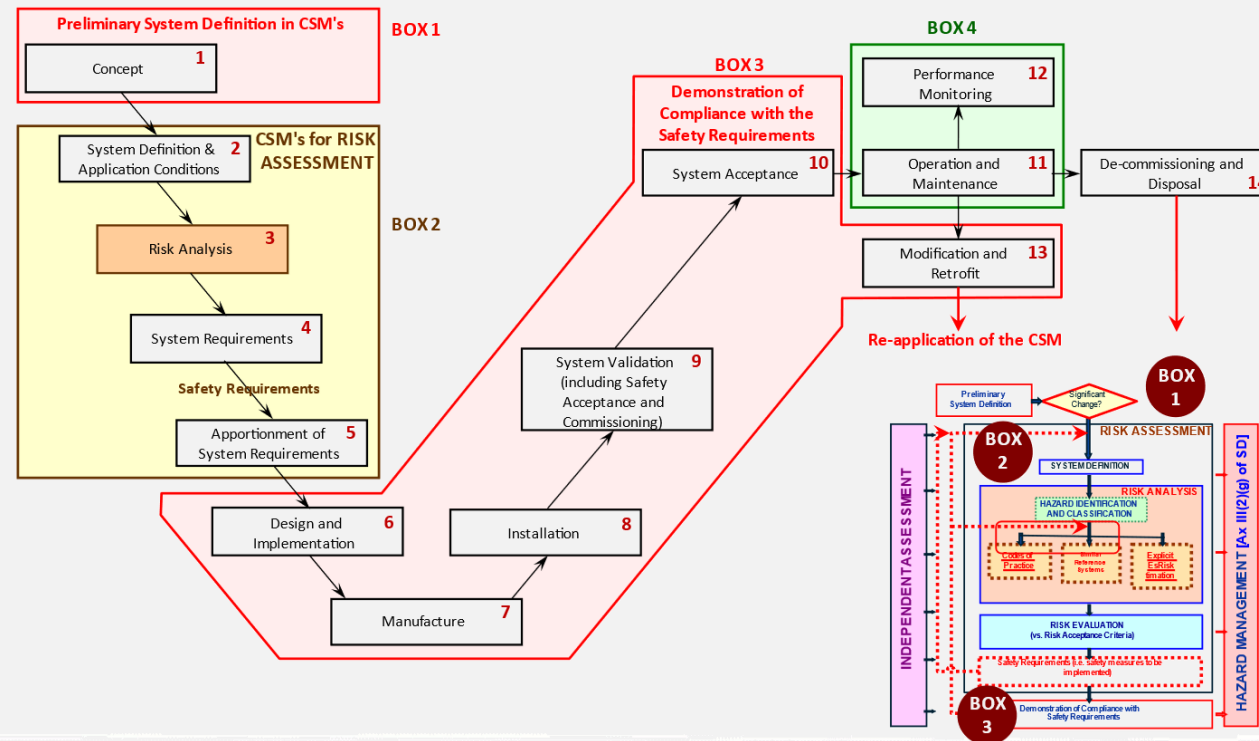 Preliminary System Definition in CSM's
BOX 1
Concept
1
CSM's for RISK
ASSESSMENT
BOX 2
System Definition &
Application Conditions
2
Risk Analysis
3
System Requirements
4
Safety Requirements
Apportionment of
System Requirements
5
Design and
Implementation
6
Manufacture
7
Installation
8
System Validation
(including Safety
Acceptance and
Commissioning)
9
BOX 3
Demonstration of
Compliance with the
Safety Requirements
System Acceptance
10
BOX 4
Performance
Monitoring
12
Operation and
Maintenance
11
De-commissioning and
Disposal
14
Modification and
Retrofit
13
Re-application of the CSM
BOX
1
Preliminary
System Definition
Significant
Change?
BOX
2
RISK ASSESSMENT
SYSTEM DEFINITION
RISK ANALYSIS
HAZARD IDENTIFICATION
AND CLASSIFICATION
Codes of
Practice
Similar
Reference
Systems
Explicit
EsRisk
timation
RISK EVALUATION
(vs. Risk Acceptance Criteria)
Safety Requirements (i.e. safety measures to be
implemented)
BOX
3
Demonstration of Compliance with
Safety Requirements
INDEPENDENT ASSESSMENT
HAZARD MANAGEMENT [Ax III(2)(g) of SD]